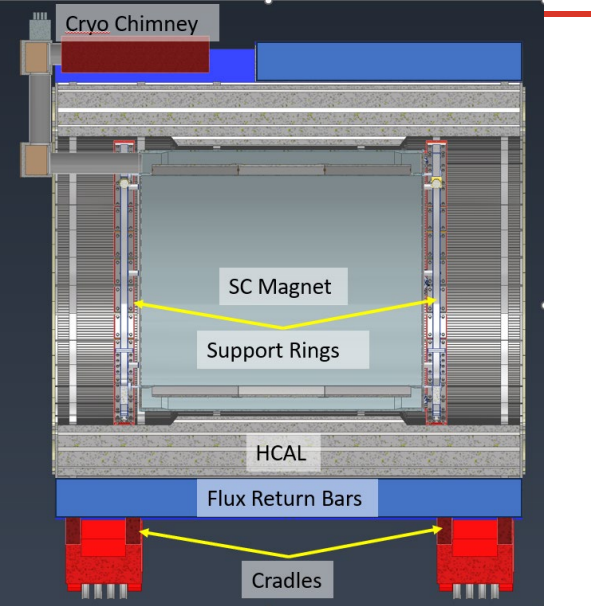 Cryo Chimney
SC Magnet
Support Rings
HCAL
Flux Return Bars
Cradles